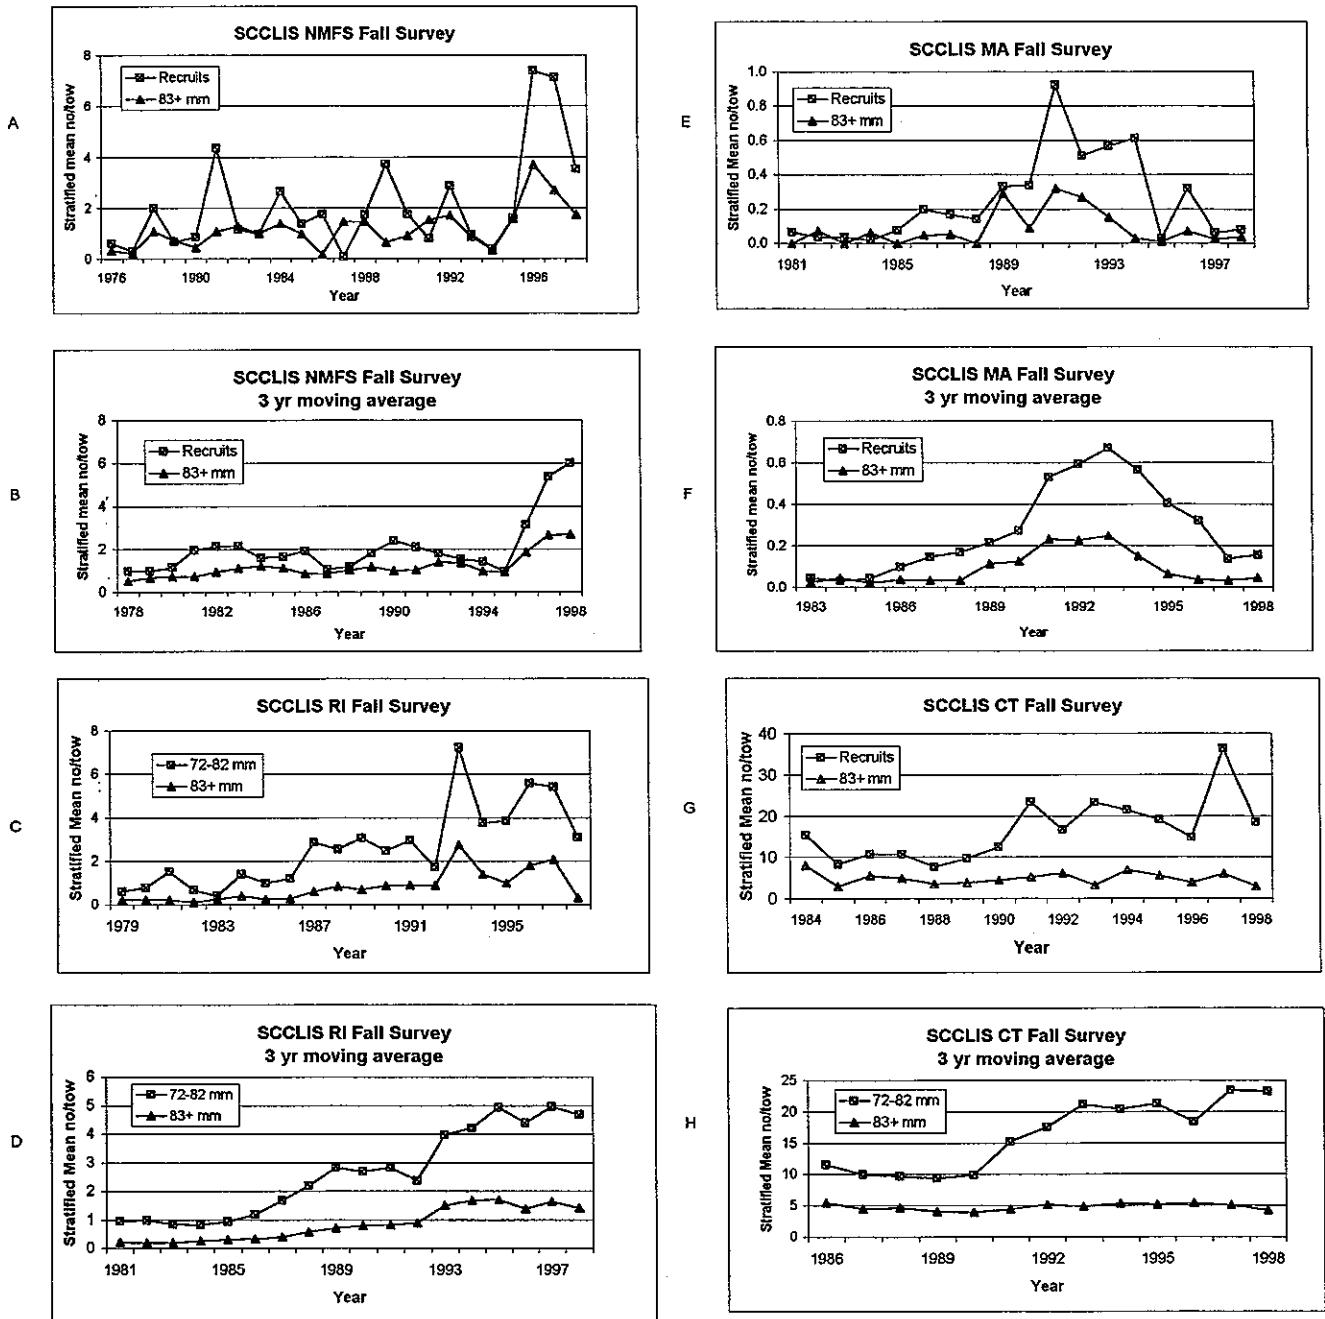 A
SCCLIS NMFS Fall Survey
Stratified mean no/tow
8
6
4
2
0
Recruits
83+ mm
1976 1980 1984 1988 1992 1996
Year
B
SCCLIS NMFS Fall Survey
3 yr moving average
Stratified mean no/tow
8
6
4
2
0
Recruits
83+ mm
1978 1982 1986 1990 1994 1998
Year
C
SCCLIS RI Fall Survey
Stratified Mean no/tow
8
6
4
2
0
72-82 mm
83+ mm
1979 1983 1987 1991 1995
Year
D
SCCLIS RI Fall Survey
3 yr moving average
Stratified Mean no/tow
6
5
4
3
2
1
0
72-82 mm
83+ mm
1981 1985 1989 1993 1997
Year
E
SCCLIS MA Fall Survey
Stratified Mean no/tow
1.0
0.8
0.6
0.4
0.2
0.0
Recruits
83+ mm
1981 1985 1989 1993 1997
Year
F
SCCLIS MA Fall Survey
3 yr moving average
Stratified mean no/tow
0.8
0.6
0.4
0.2
0.0
Recruits
83+ mm
1983 1986 1989 1992 1995 1998
Year
G
SCCLIS CT Fall Survey
Stratified Mean no/tow
40
30
20
10
0
Recruits
83+ mm
1984 1986 1988 1990 1992 1994 1996 1998
Year
H
SCCLIS CT Fall Survey
3 yr moving average
Stratified Mean no/tow
25
20
15
10
5
0
72-82 mm
83+ mm
1986 1989 1992 1995 1998
Year